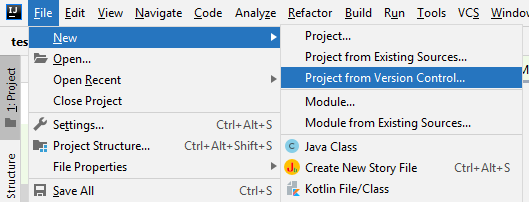 IJ File Edit View Navigate Code Analyze Refactor Build Run Tools VCS Window
tes
New
Open...
Open Recent
Close Project
Settings... Ctrl+Alt+S
Project Structure... Ctrl+Alt+Shift+S
File Properties
Save All Ctrl+S
Project...
Project from Existing Sources...
Project from Version Control...
Module...
Module from Existing Sources...
Java Class
Create New Story File Ctrl+Alt+S
Kotlin File/Class
1: Project
Structure